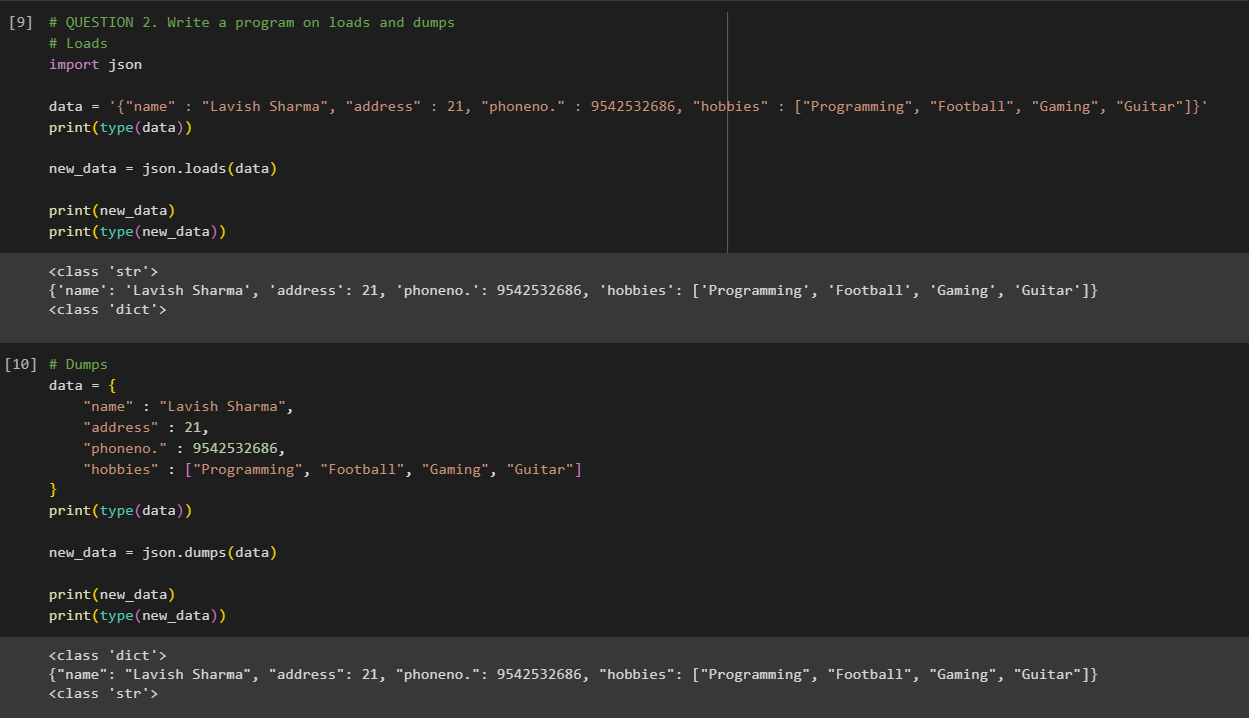 [9] # QUESTION 2. Write a program on loads and dumps
# Loads
import json
data = '{"name" : "Lavish Sharma", "address" : 21, "phoneno." : 9542532686, "hobbies" : ["Programming", "Football", "Gaming", "Guitar"]}'
print(type(data))
new_data = json.loads(data)
print(new_data)
print(type(new_data))
<class 'str'>
{'name': 'Lavish Sharma', 'address': 21, 'phoneno.': 9542532686, 'hobbies': ['Programming', 'Football', 'Gaming', 'Guitar']}
<class 'dict'>
[10] # Dumps
data = {
    "name" : "Lavish Sharma",
    "address" : 21,
    "phoneno." : 9542532686,
    "hobbies" : ["Programming", "Football", "Gaming", "Guitar"]
}
print(type(data))
new_data = json.dumps(data)
print(new_data)
print(type(new_data))
<class 'dict'>
{"name": "Lavish Sharma", "address": 21, "phoneno.": 9542532686, "hobbies": ["Programming", "Football", "Gaming", "Guitar"]}
<class 'str'>